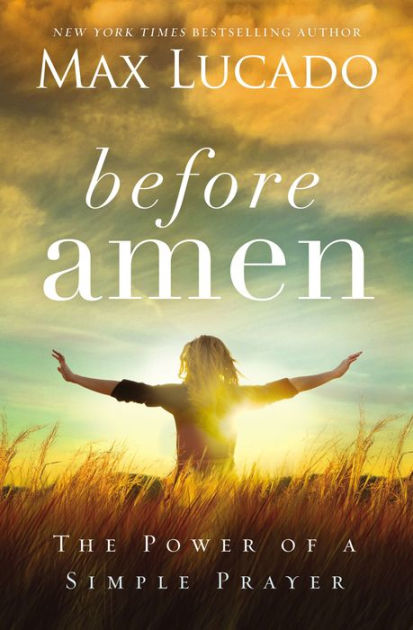 NEW YORK TIMES BESTSELLING AUTHOR
MAX LUCADO
before
amen
THE POWER OF A
SIMPLE PRAYER